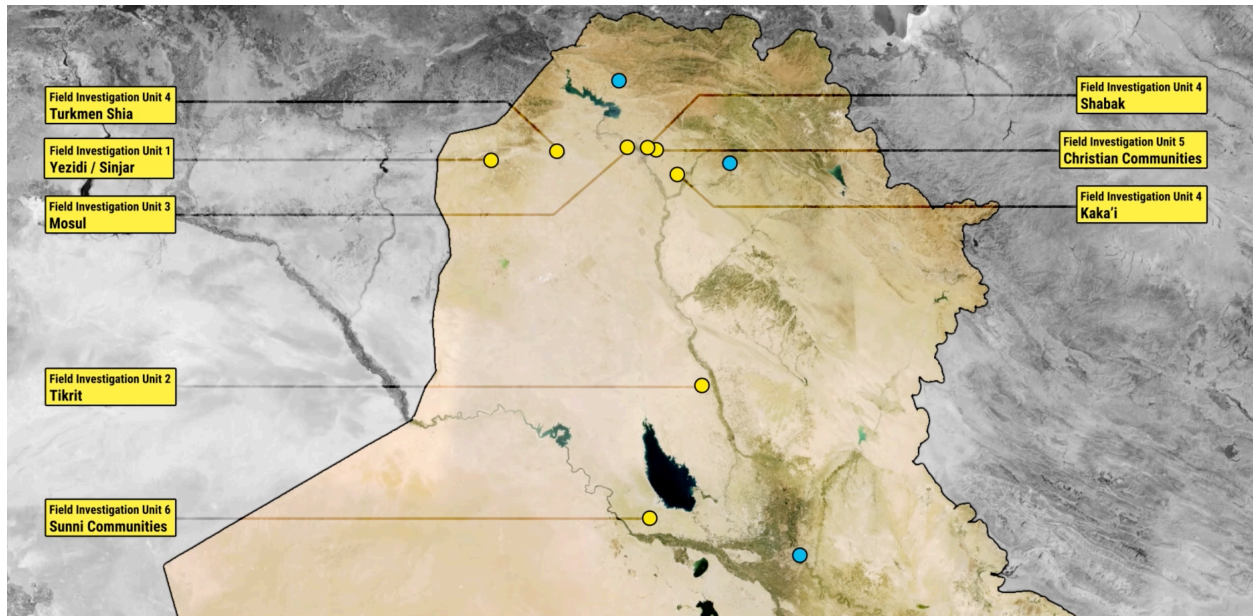 Field Investigation Unit 4
Turkmen Shia
Field Investigation Unit 1
Yezidi / Sinjar
Field Investigation Unit 3
Mosul
Field Investigation Unit 2
Tikrit
Field Investigation Unit 6
Sunni Communities
Field Investigation Unit 4
Shabak
Field Investigation Unit 5
Christian Communities
Field Investigation Unit 4
Kaka'i